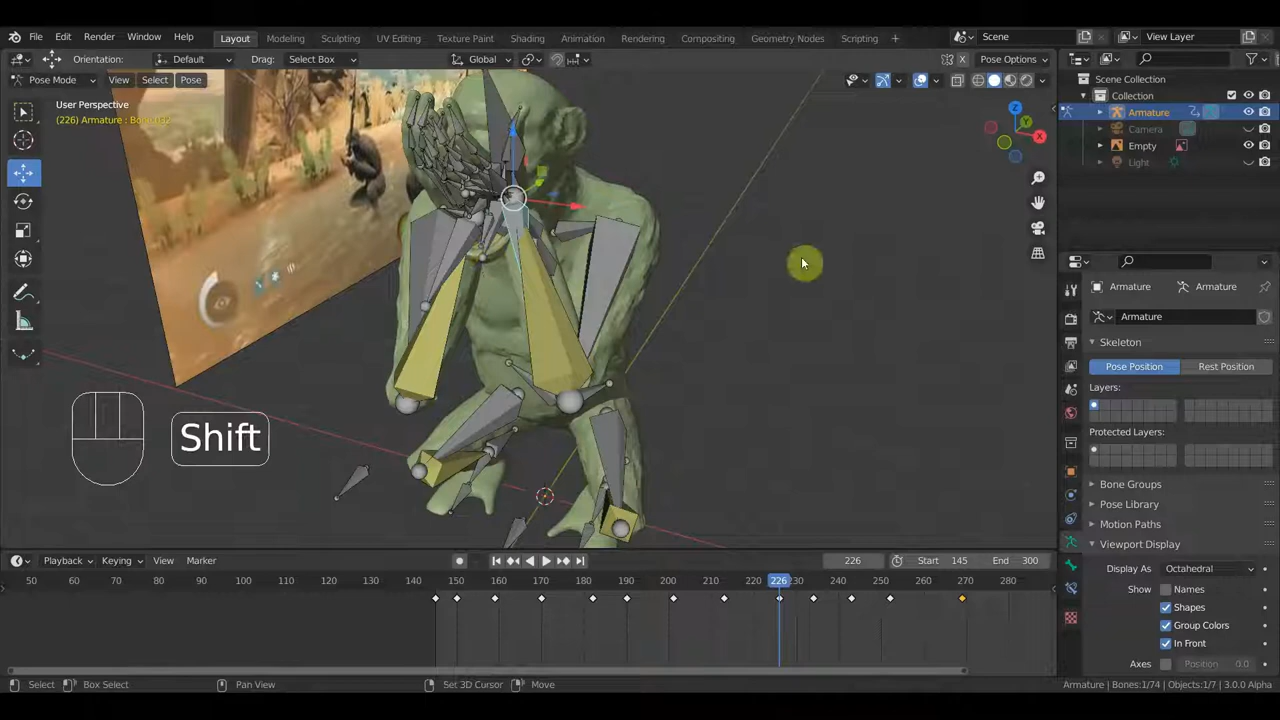 File Edit Render Window Help Layout Modeling Sculpting UV Editing Texture Paint Shading Animation Rendering Compositing Geometry Nodes Scripting + Scene View Layer
Orientation: Default Drag: Select Box Global Pose Options
Pose Mode View Select Pose
User Perspective
(226) Armature : Bone.032
Z
Y
X
Shift
Scene Collection
Collection
Armature
Camera
Empty
Light
Armature Armature
Armature
Skeleton
Pose Position Rest Position
Layers:
Protected Layers:
Bone Groups
Pose Library
Motion Paths
Viewport Display
Display As Octahedral
Show Names
Shapes
Group Colors
In Front
Axes Position 0.0
Playback Keying View Marker 226 Start 145 End 300
50 60 70 80 90 100 110 120 130 140 150 160 170 180 190 200 210 220 226 230 240 250 260 270 280
Select Box Select Pan View Set 3D Cursor Move Armature | Bones:1/74 | Objects:1/7 | 3.0.0 Alpha